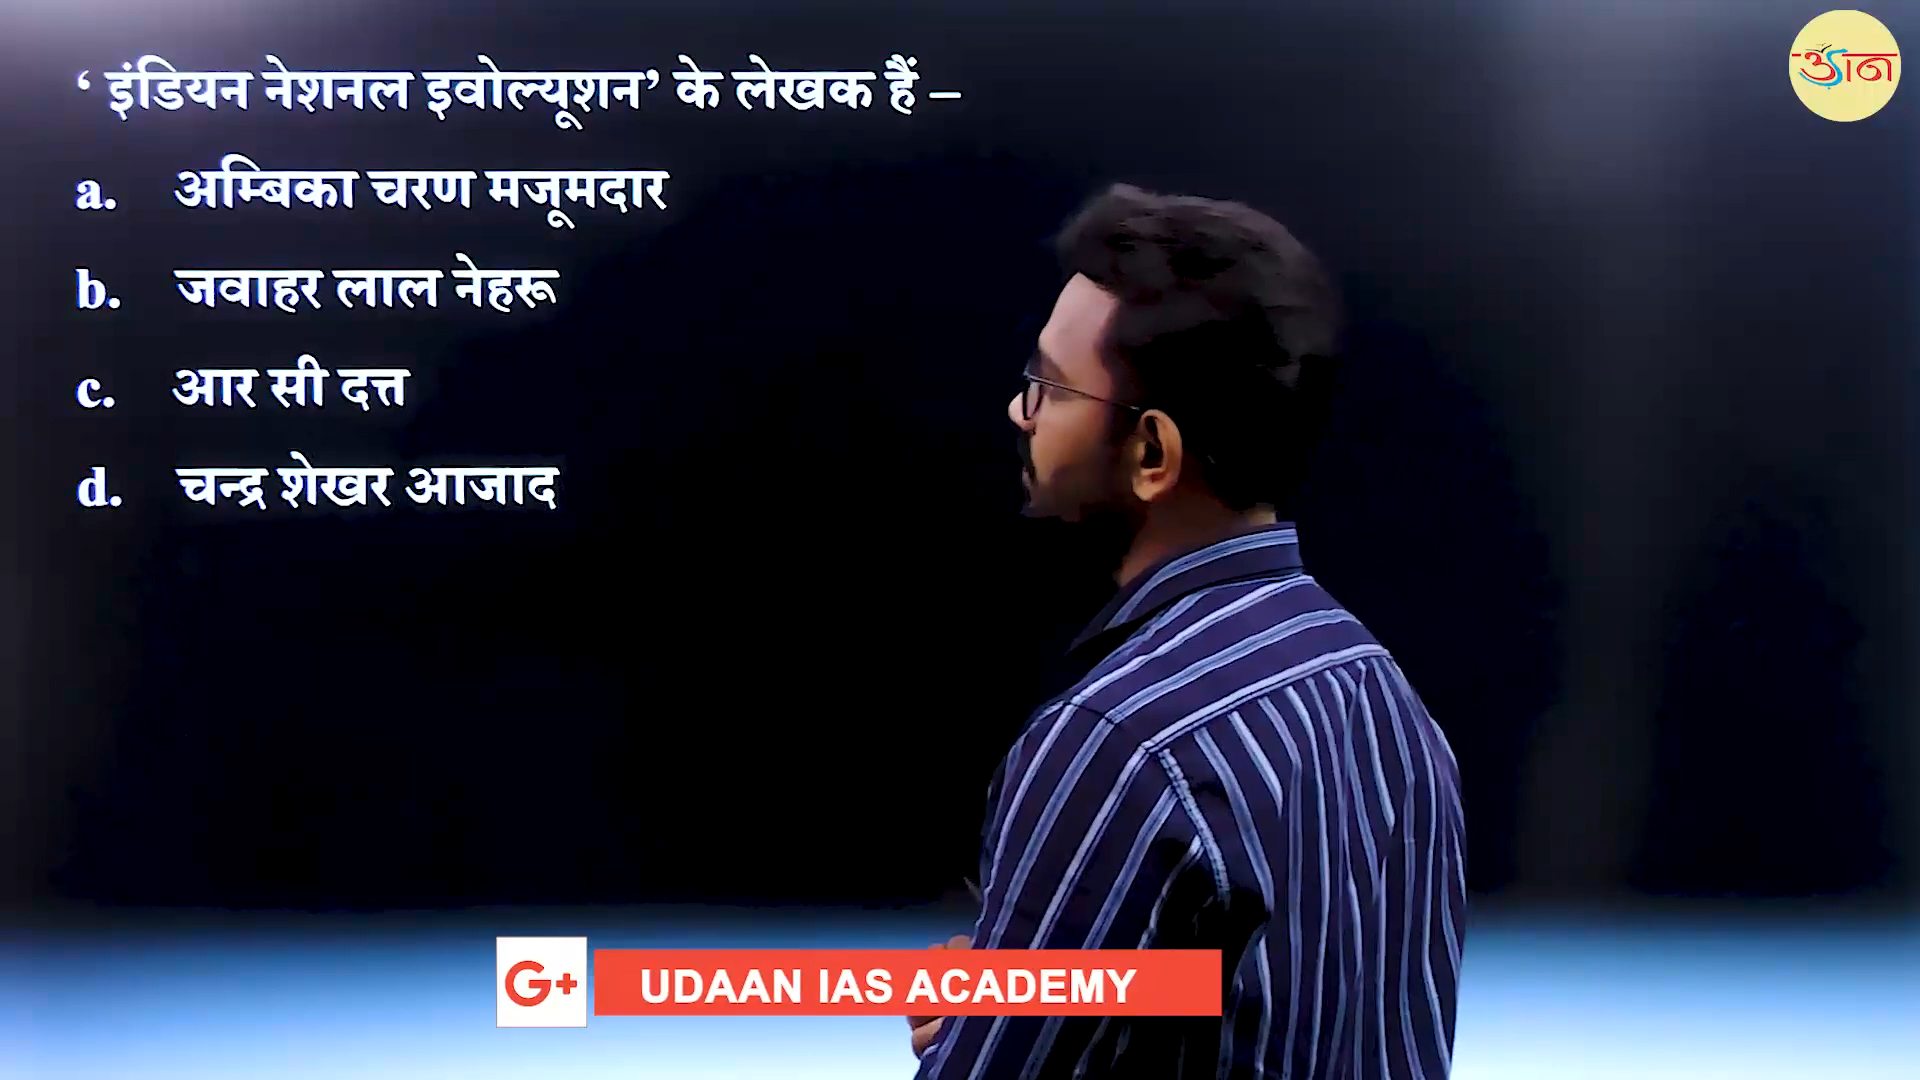 ‘ इंडियन नेशनल इवोल्यूशन’ के लेखक हैं –
a. अम्बिका चरण मजूमदार
b. जवाहर लाल नेहरू
c. आर सी दत्त
d. चन्द्र शेखर आजाद
उड़ान
G+ UDAAN IAS ACADEMY